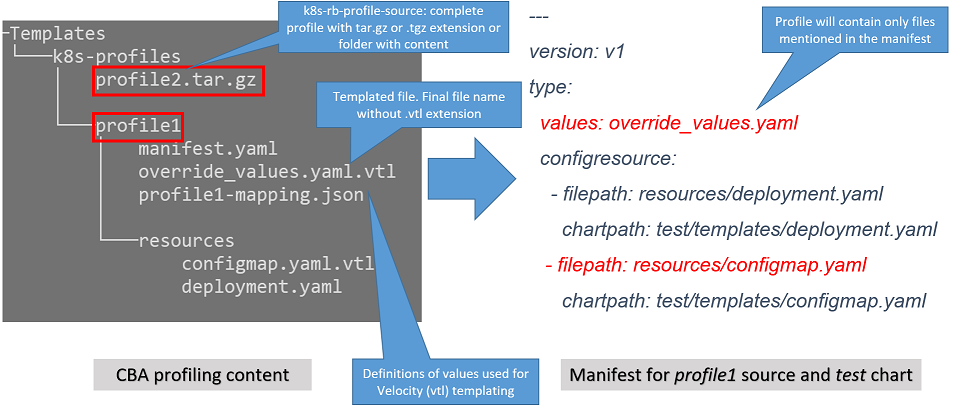 Templates
k8s-profiles
profile2.tar.gz
profile1
manifest.yaml
override_values.yaml.vtl
profile1-mapping.json
resources
configmap.yaml.vtl
deployment.yaml
k8s-rb-profile-source: complete
profile with tar.gz or .tgz extension or
folder with content
Templated file. Final file name
without .vtl extension
Definitions of values used for
Velocity (vtl) templating
CBA profiling content
---
version: v1
type:
values: override_values.yaml
configresource:
- filepath: resources/deployment.yaml
chartpath: test/templates/deployment.yaml
- filepath: resources/configmap.yaml
chartpath: test/templates/configmap.yaml
Profile will contain only files
mentioned in the manifest
Manifest for profile1 source and test chart